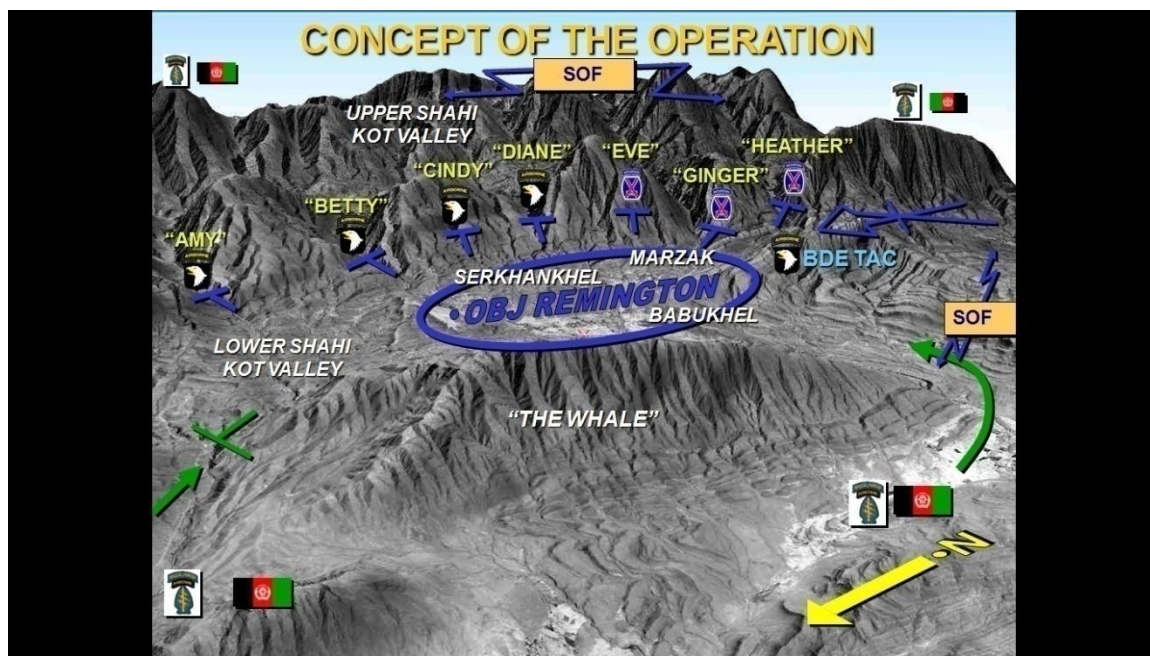 CONCEPT OF THE OPERATION
SOF
UPPER SHAHI
KOT VALLEY
"HEATHER"
"DIANE"
"EVE"
"CINDY"
"GINGER"
"BETTY"
"AMY"
BDE TAC
MARZAK
SERKHANKHEL
• OBJ REMINGTON
BABUKHEL
SOF
LOWER SHAHI
KOT VALLEY
"THE WHALE"
N